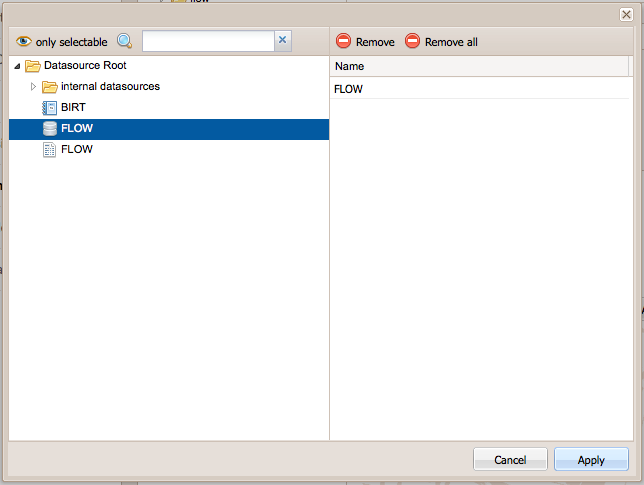 only selectable
Remove
Remove all
Datasource Root
internal datasources
BIRT
FLOW
FLOW
Name
FLOW
Cancel
Apply